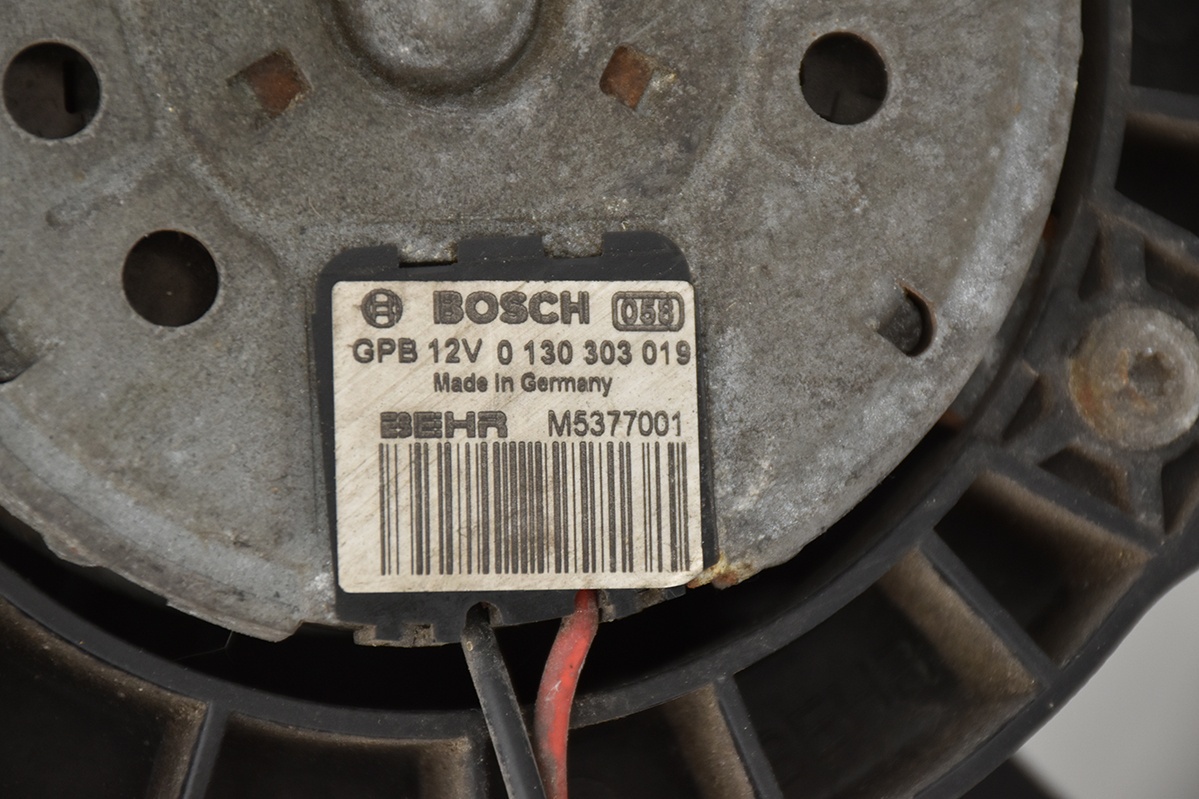 BOSCH 058
GPB 12V 0 130 303 019
Made in Germany
BEHR M5377001